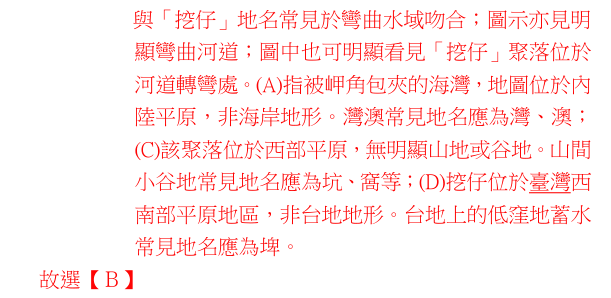 與「挖仔」地名常見於彎曲水域吻合；圖示亦見明
顯彎曲河道；圖中也可明顯看見「挖仔」聚落位於
河道轉彎處。(A)指被岬角包夾的海灣，地圖位於內
陸平原，非海岸地形。灣澳常見地名應為灣、澳；
(C)該聚落位於西部平原，無明顯山地或谷地。山間
小谷地常見地名應為坑、窩等；(D)挖仔位於臺灣西
南部平原地區，非台地地形。台地上的低窪地蓄水
常見地名應為埤。
故選【Ｂ】